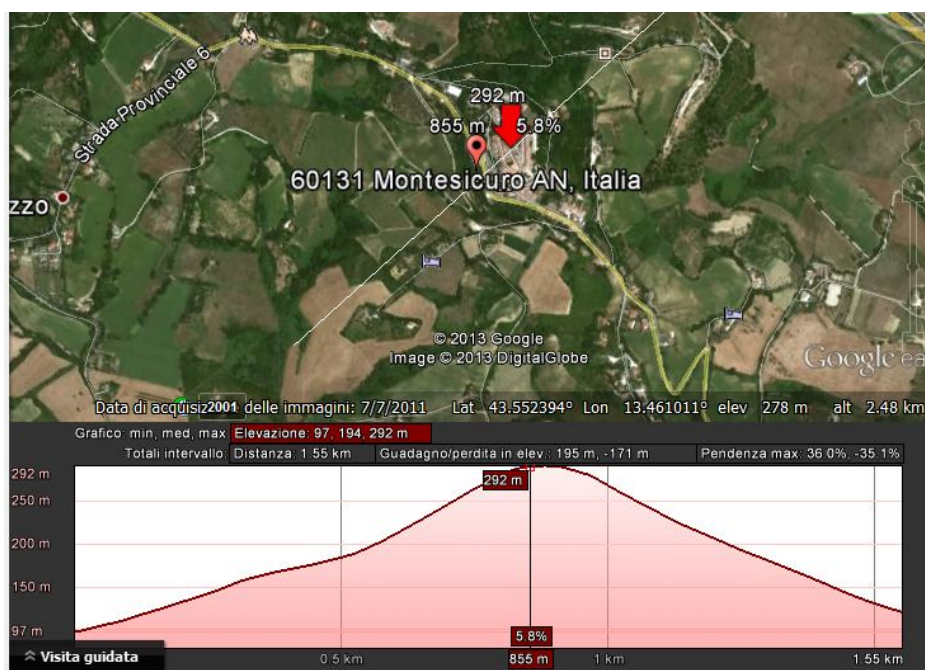 Strada Provinciale 6
292 m
855 m 5.8%
60131 Montesicuro AN, Italia
zzo
© 2013 Google
Image © 2013 DigitalGlobe
Google ea
2001
Data di acquisiz delle immagini: 7/7/2011 Lat 43.552394° Lon 13.461011° elev 278 m alt 2.48 km
Grafico: min, med, max Elevazione: 97, 194, 292 m
Totali intervallo: Distanza: 1.55 km Guadagno/perdita in elev.: 195 m, -171 m Pendenza max: 36.0%, -35.1%
292 m
292 m
250 m
200 m
150 m
97 m
5.8%
Visita guidata
0.5 km 855 m 1 km 1.55 km